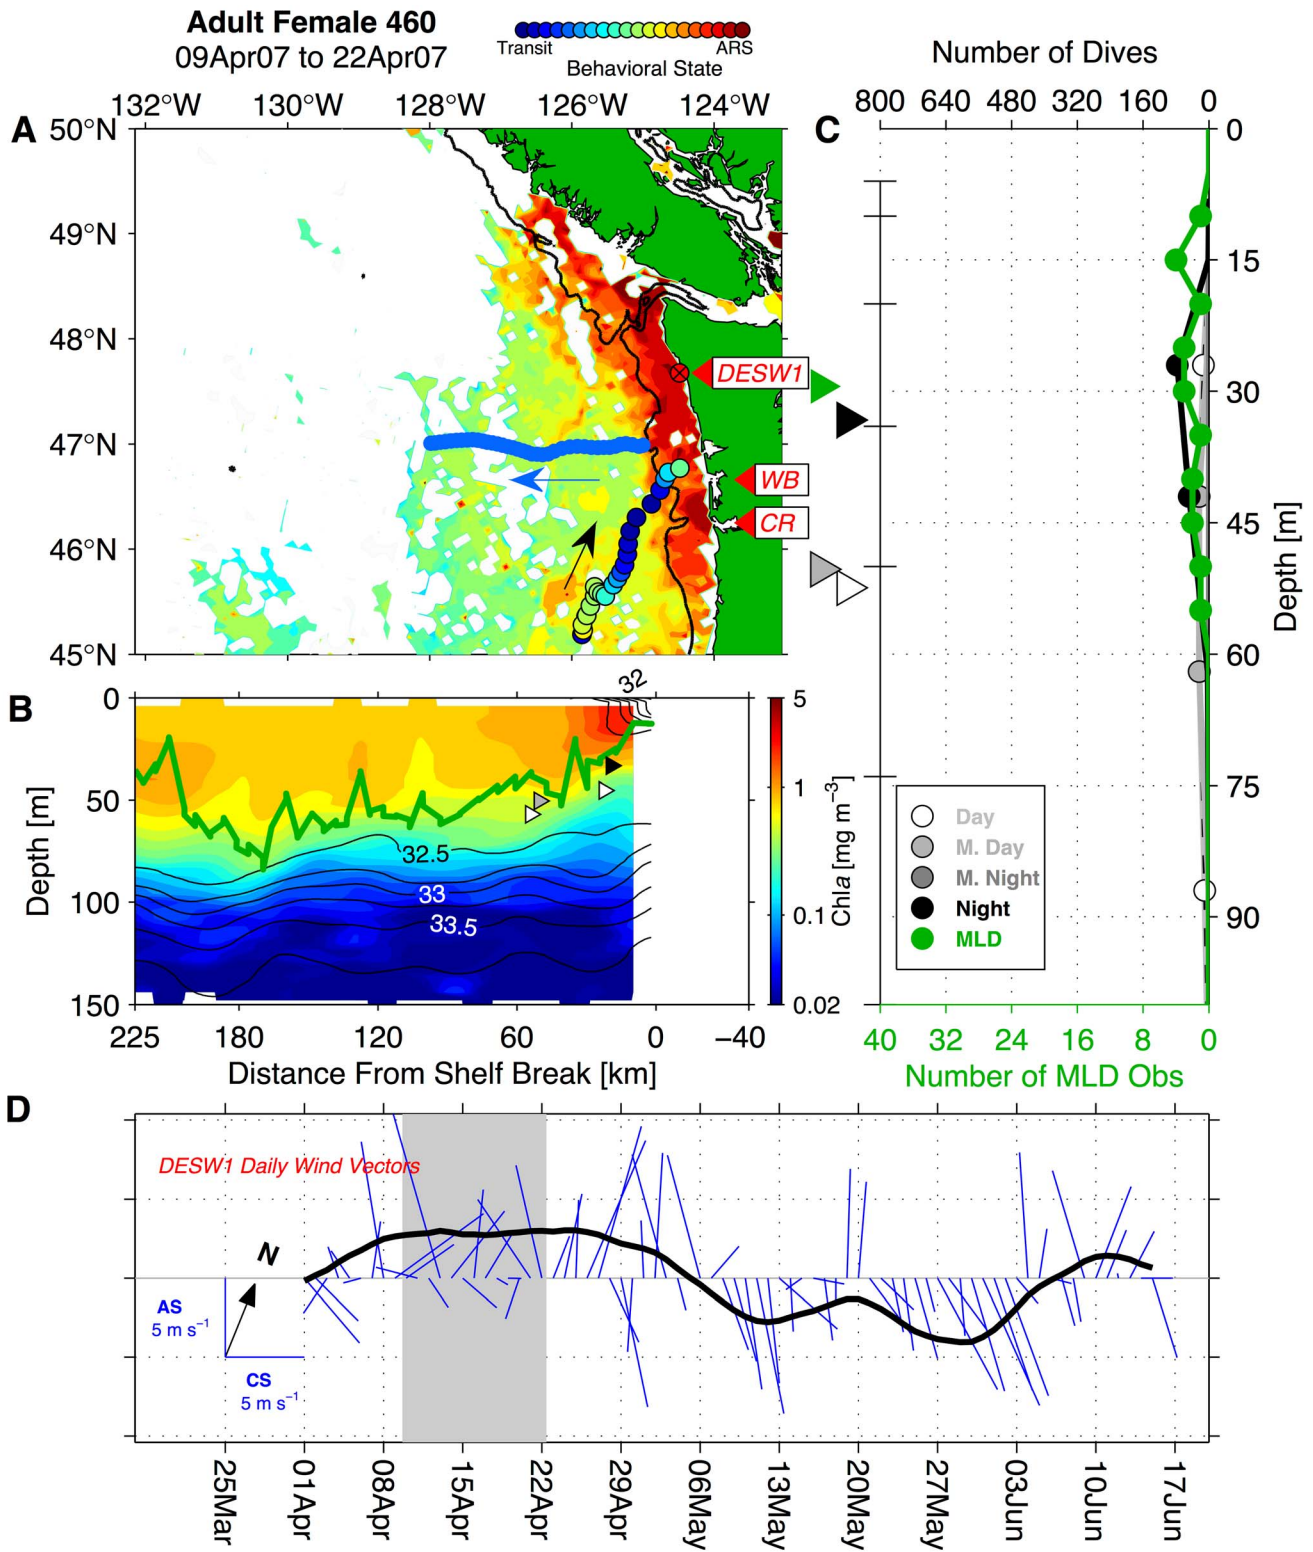 Adult Female 460
09Apr07 to 22Apr07
Transit ARS
Behavioral State
Number of Dives
132°W 130°W 128°W 126°W 124°W
800 640 480 320 160 0
A
C
50°N
49°N
48°N
47°N
46°N
45°N
DESW1
WB
CR
0
15
30
45
60
75
90
Depth [m]
Day
M. Day
M. Night
Night
MLD
40 32 24 16 8 0
Number of MLD Obs
B
0
50
100
150
Depth [m]
32
32.5
33
33.5
225 180 120 60 0 −40
Distance From Shelf Break [km]
5
1
0.1
0.02
Chla [mg m−3]
D
DESW1 Daily Wind Vectors
N
AS
5 m s−1
CS
5 m s−1
25Mar 01Apr 08Apr 15Apr 22Apr 29Apr 06May 13May 20May 27May 03Jun 10Jun 17Jun